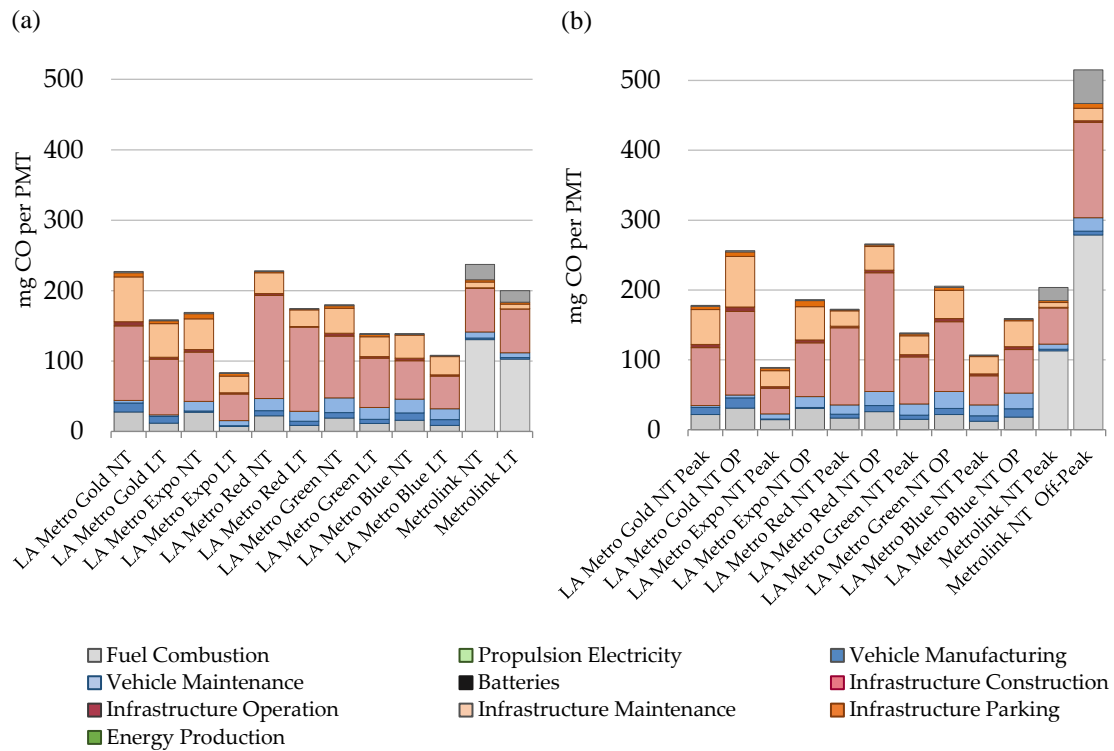 (a)
(b)
500
400
300
200
100
0
mg CO per PMT
LA Metro Gold NT
LA Metro Gold LT
LA Metro Expo NT
LA Metro Expo LT
LA Metro Red NT
LA Metro Red LT
LA Metro Green NT
LA Metro Green LT
LA Metro Blue NT
LA Metro Blue LT
Metrolink NT
Metrolink LT
500
400
300
200
100
0
mg CO per PMT
LA Metro Gold NT Peak
LA Metro Gold NT OP
LA Metro Expo NT Peak
LA Metro Expo NT OP
LA Metro Red NT Peak
LA Metro Red NT OP
LA Metro Green NT Peak
LA Metro Green NT OP
LA Metro Blue NT Peak
LA Metro Blue NT OP
Metrolink NT Peak
Metrolink NT Off-Peak
Fuel Combustion
Propulsion Electricity
Vehicle Manufacturing
Vehicle Maintenance
Batteries
Infrastructure Construction
Infrastructure Operation
Infrastructure Maintenance
Infrastructure Parking
Energy Production